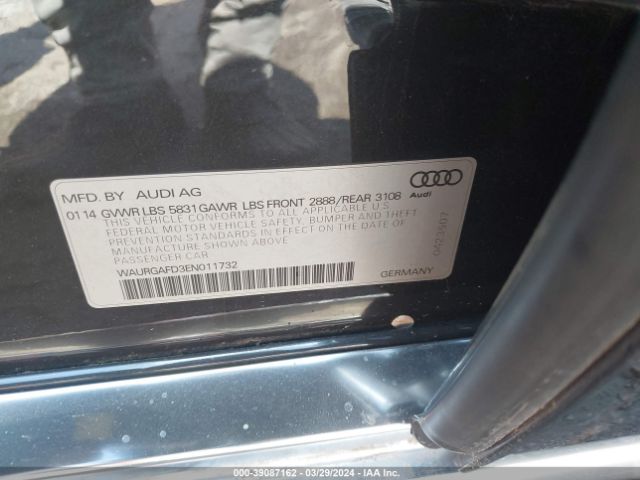 MFD. BY AUDI AG
Audi
0114 GVWR LBS 5831 GAWR LBS FRONT 2888/REAR 3108
THIS VEHICLE CONFORMS TO ALL APPLICABLE U.S.
FEDERAL MOTOR VEHICLE SAFETY, BUMPER AND THEFT
PREVENTION STANDARDS IN EFFECT ON THE DATE OF
MANUFACTURE SHOWN ABOVE
PASSENGER CAR
WAURGAFD3EN011732
GERMANY
0423907
000-39087162 | 03/29/2024 | IAA Inc.